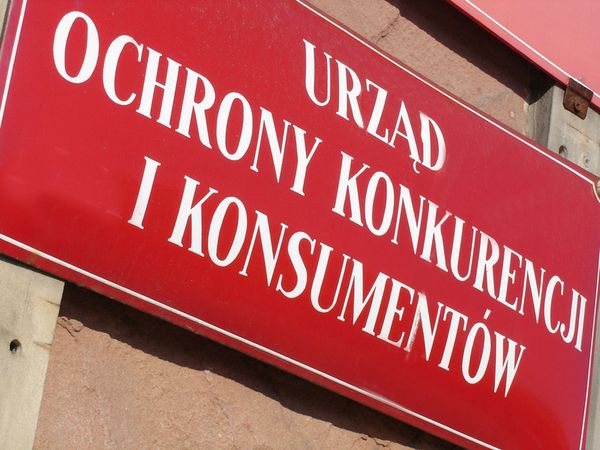 URZĄD
OCHRONY KONKURENCJI
I KONSUMENTÓW